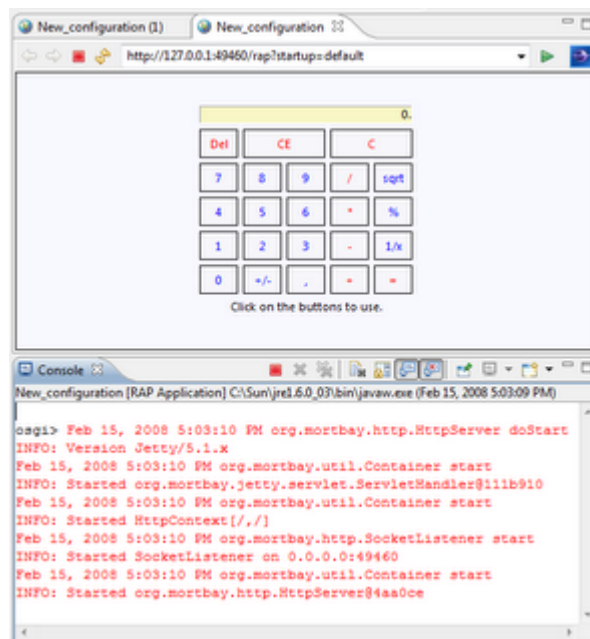 New_configuration (1) New_configuration
http://127.0.0.1:49460/rap?startup=default
0.
Del CE C
7 8 9 / sqrt
4 5 6 * %
1 2 3 - 1/x
0 +/- , + =
Click on the buttons to use.
Console
New_configuration [RAP Application] C:\Sun\jre1.6.0_03\bin\javaw.exe (Feb 15, 2008 5:03:09 PM)
osgi> Feb 15, 2008 5:03:10 PM org.mortbay.http.HttpServer doStart
INFO: Version Jetty/5.1.x
Feb 15, 2008 5:03:10 PM org.mortbay.util.Container start
INFO: Started org.mortbay.jetty.servlet.ServletHandler@111b910
Feb 15, 2008 5:03:10 PM org.mortbay.util.Container start
INFO: Started HttpContext[/,/]
Feb 15, 2008 5:03:10 PM org.mortbay.http.SocketListener start
INFO: Started SocketListener on 0.0.0.0:49460
Feb 15, 2008 5:03:10 PM org.mortbay.util.Container start
INFO: Started org.mortbay.http.HttpServer@4aa0ce